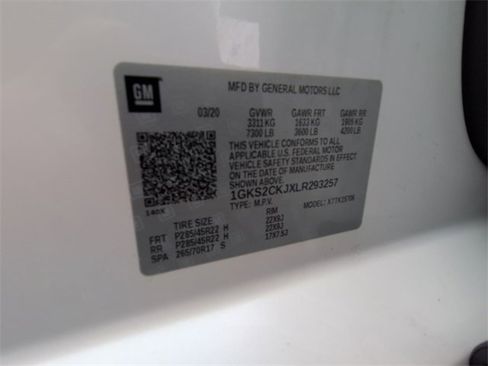 GM
MFD BY GENERAL MOTORS LLC
03/20 GVWR GAWR FRT GAWR RR
3311 KG 1633 KG 1905 KG
7300 LB 3600 LB 4200 LB
THIS VEHICLE CONFORMS TO ALL
APPLICABLE U.S. FEDERAL MOTOR
VEHICLE SAFETY STANDARDS IN EFFECT
ON THE DATE OF MANUFACTURE SHOWN ABOVE.
1GKS2CKJXLR293257
TYPE: M.P.V. MODEL:
140X
TIRE SIZE RIM
FRT P285/45R22 H 22X9J
RR P285/45R22 H 22X9J
SPA 265/70R17 S 17X7.5J